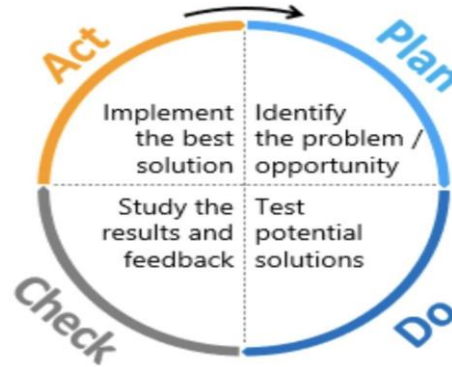 Act
Plan
Implement
the best
solution
Identify
the problem /
opportunity
Study the
results and
feedback
Test
potential
solutions
Check
Do